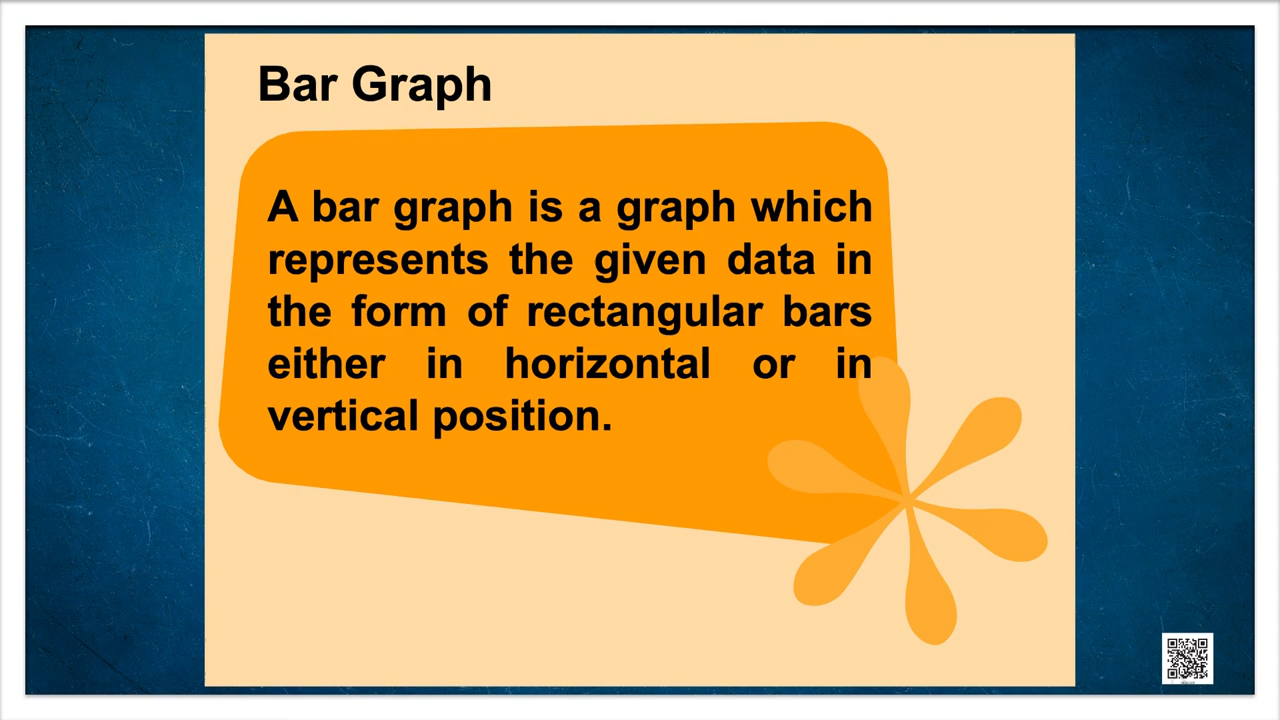 Bar Graph
A bar graph is a graph which
represents the given data in
the form of rectangular bars
either in horizontal or in
vertical position.